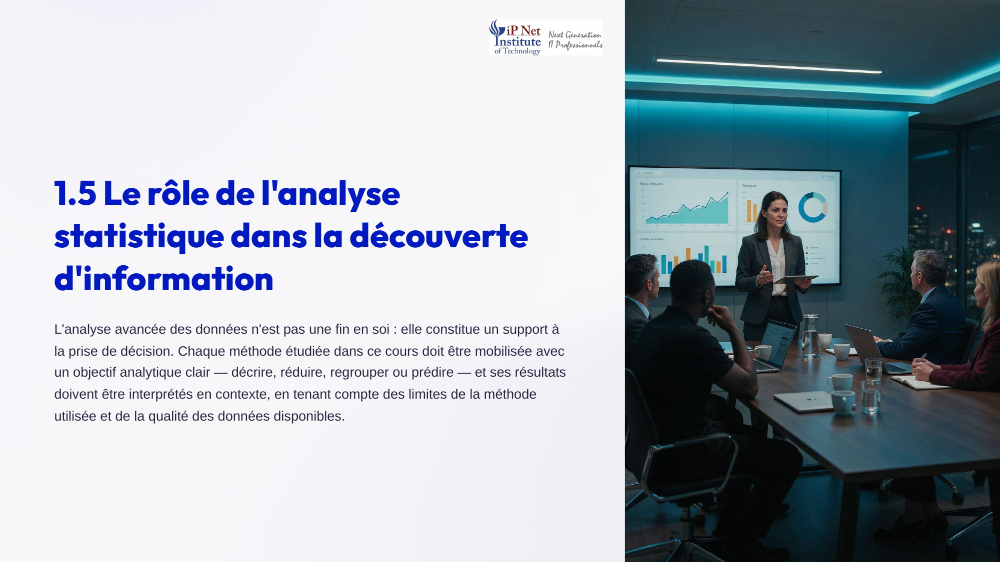 iP Net
Institute
of Technology
Next Generation
IT Professionnels
1.5 Le rôle de l'analyse
statistique dans la découverte
d'information
L'analyse avancée des données n'est pas une fin en soi : elle constitue un support à
la prise de décision. Chaque méthode étudiée dans ce cours doit être mobilisée avec
un objectif analytique clair — décrire, réduire, regrouper ou prédire — et ses résultats
doivent être interprétés en contexte, en tenant compte des limites de la méthode
utilisée et de la qualité des données disponibles.